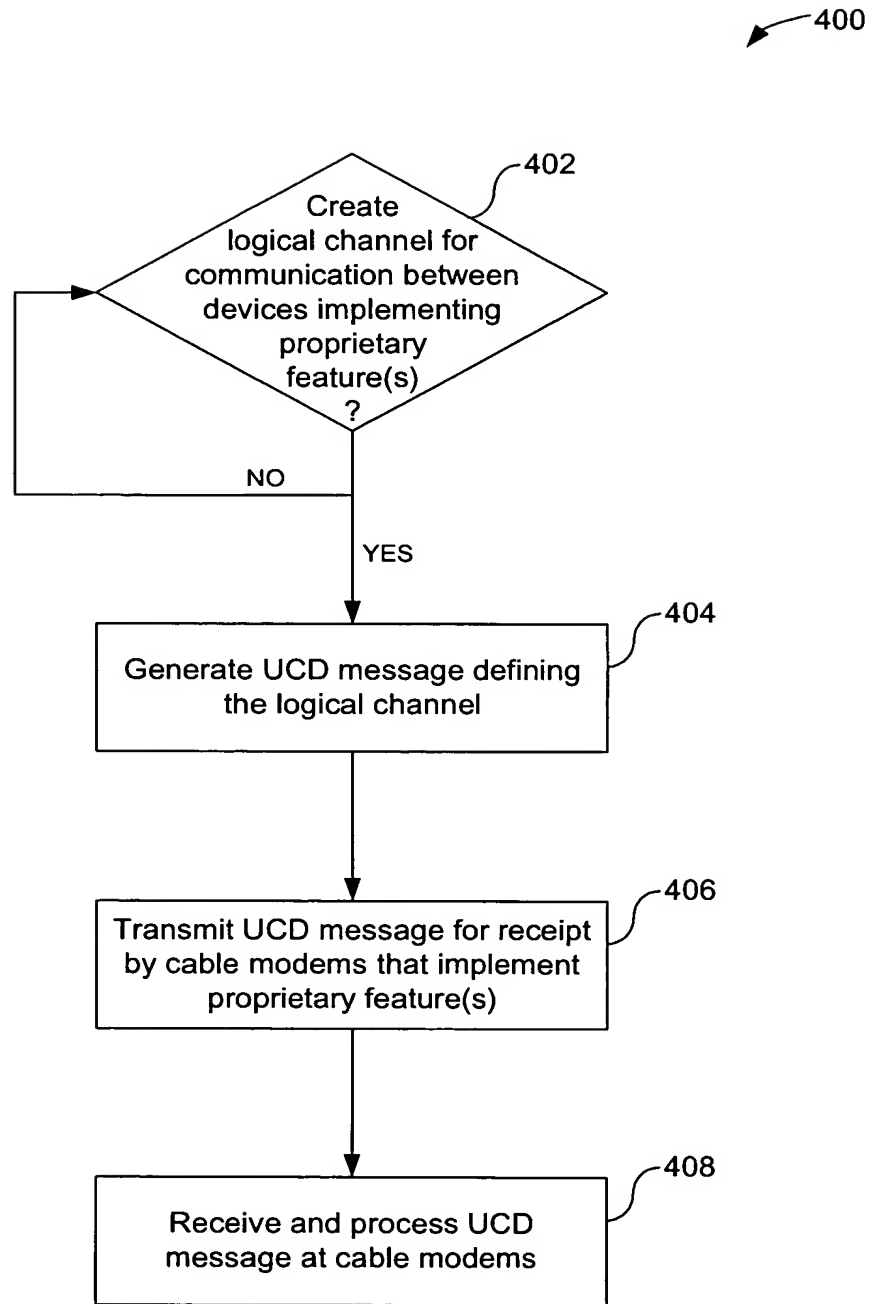 400
402
Create
logical channel for
communication between
devices implementing
proprietary
feature(s)
?
NO
YES
404
Generate UCD message defining
the logical channel
406
Transmit UCD message for receipt
by cable modems that implement
proprietary feature(s)
408
Receive and process UCD
message at cable modems